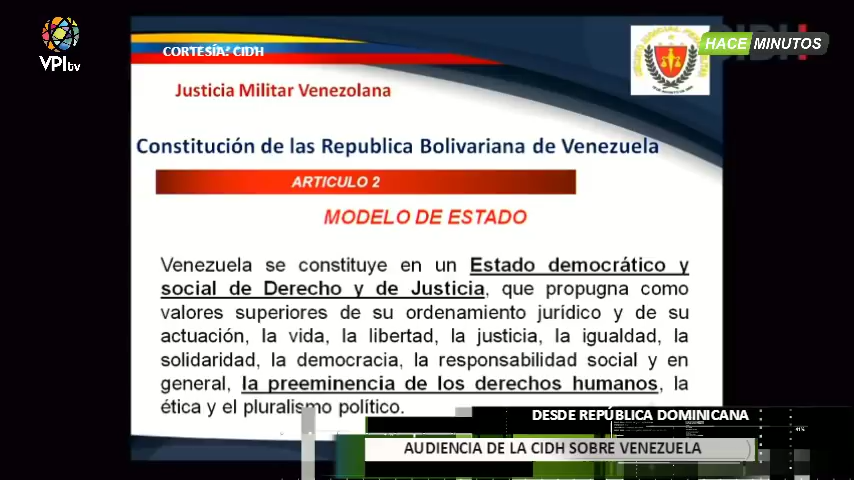 VPItv
CORTESÍA: CIDH
HACE MINUTOS
Justicia Militar Venezolana
Constitución de las Republica Bolivariana de Venezuela
ARTICULO 2
MODELO DE ESTADO
Venezuela se constituye en un Estado democrático y
social de Derecho y de Justicia, que propugna como
valores superiores de su ordenamiento jurídico y de su
actuación, la vida, la libertad, la justicia, la igualdad, la
solidaridad, la democracia, la responsabilidad social y en
general, la preeminencia de los derechos humanos, la
ética y el pluralismo político.
DESDE REPÚBLICA DOMINICANA
AUDIENCIA DE LA CIDH SOBRE VENEZUELA